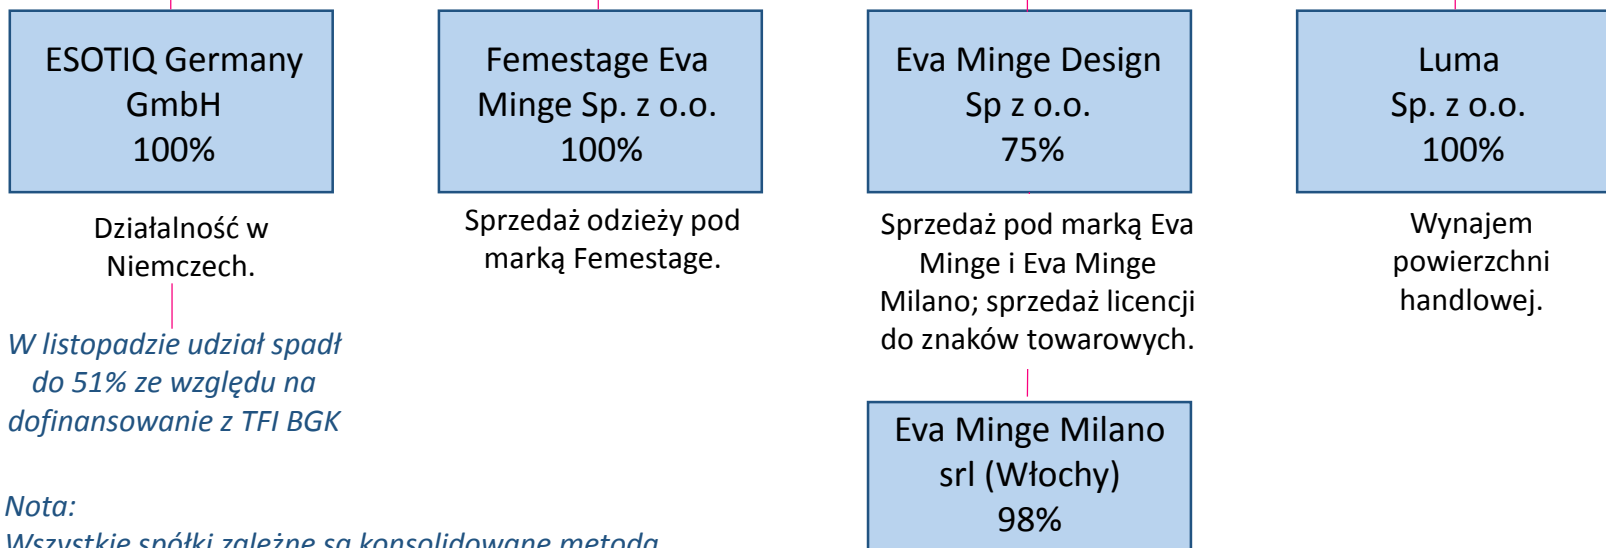 ESOTIQ Germany
GmbH
100%
Działalność w
Niemczech.
W listopadzie udział spadł
do 51% ze względu na
dofinansowanie z TFI BGK
Femestage Eva
Minge Sp. z o.o.
100%
Sprzedaż odzieży pod
marką Femestage.
Eva Minge Design
Sp z o.o.
75%
Sprzedaż pod marką Eva
Minge i Eva Minge
Milano; sprzedaż licencji
do znaków towarowych.
Eva Minge Milano
srl (Włochy)
98%
Luma
Sp. z o.o.
100%
Wynajem
powierzchni
handlowej.
Nota:
Wszystkie spółki zależne są konsolidowane metodą